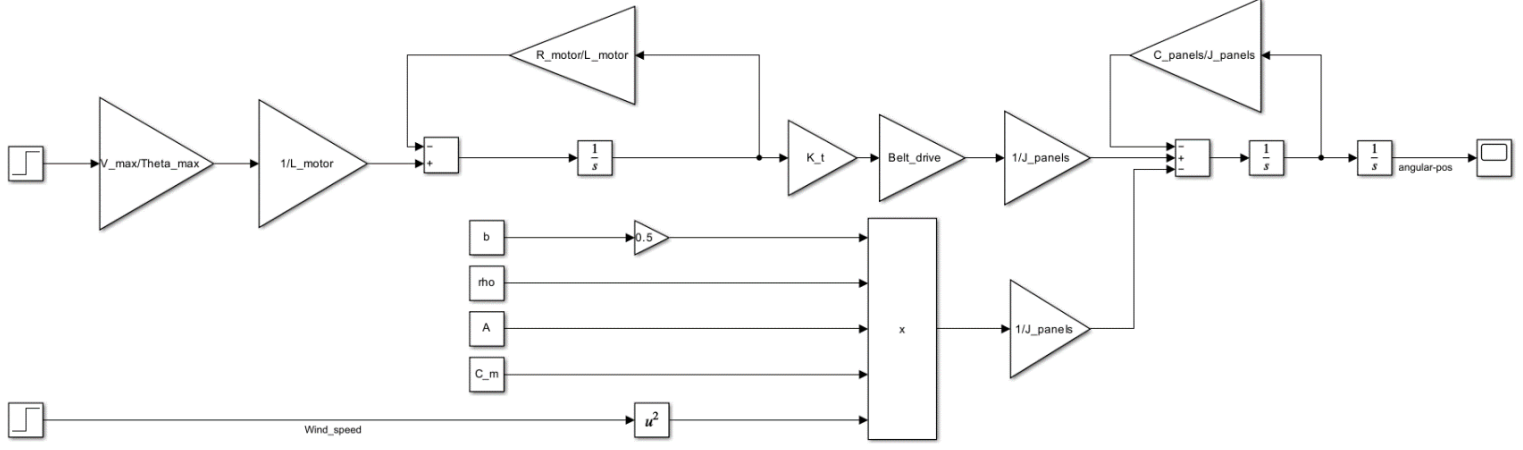 R_motor/L_motor
C_panels/J_panels
V_max/Theta_max
1/L_motor
−
+
1
s
K_t
Belt_drive
1/J_panels
−
+
−
1
s
1
s
angular-pos
b
0.5
rho
A
x
1/J_panels
C_m
u²
Wind_speed